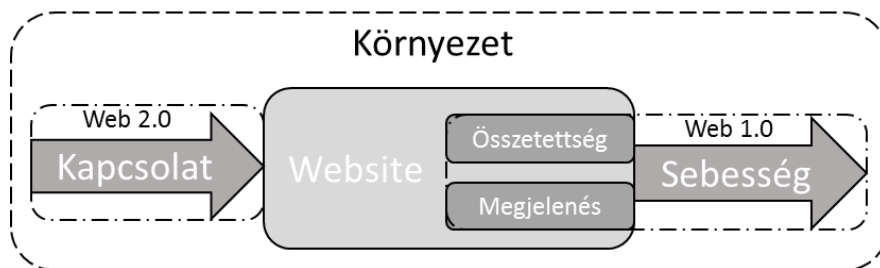 Környezet
Web 2.0
Kapcsolat
Website
Összetettség
Megjelenés
Web 1.0
Sebesség